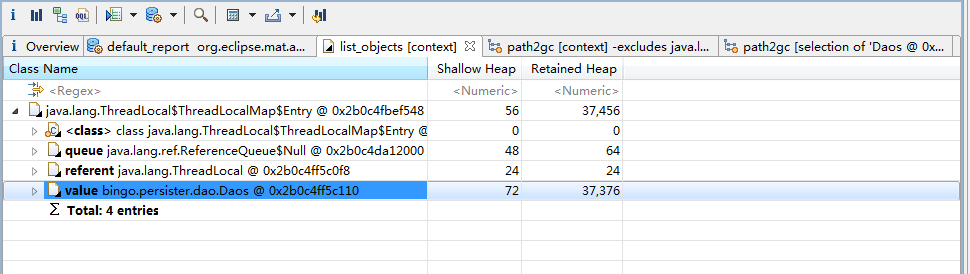 i OQL
i Overview default_report org.eclipse.mat.a... list_objects [context] path2gc [context] -excludes java.l... path2gc [selection of 'Daos @ 0x...
Class Name Shallow Heap Retained Heap
<Regex> <Numeric> <Numeric>
java.lang.ThreadLocal$ThreadLocalMap$Entry @ 0x2b0c4fbef548 56 37,456
<class> class java.lang.ThreadLocal$ThreadLocalMap$Entry @ 0 0
queue java.lang.ref.ReferenceQueue$Null @ 0x2b0c4da12000 48 64
referent java.lang.ThreadLocal @ 0x2b0c4ff5c0f8 24 24
value bingo.persister.dao.Daos @ 0x2b0c4ff5c110 72 37,376
Σ Total: 4 entries